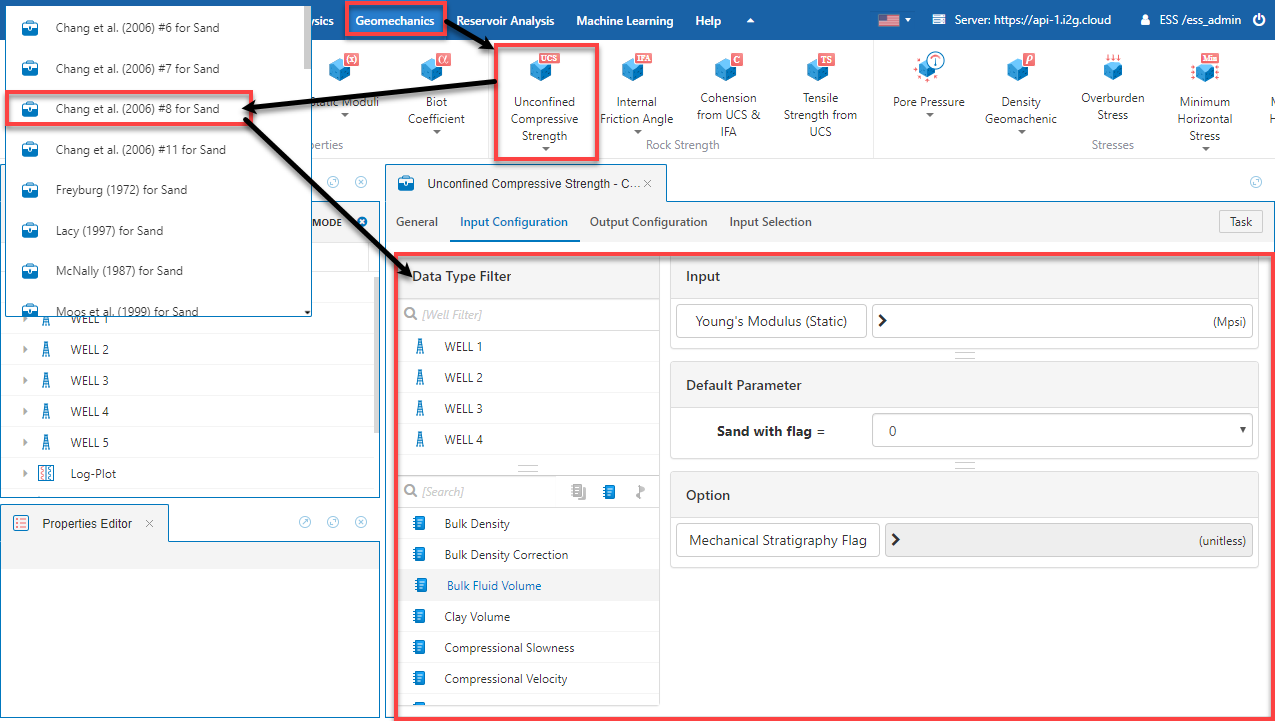 Chang et al. (2006) #6 for Sand
Chang et al. (2006) #7 for Sand
Chang et al. (2006) #8 for Sand
Chang et al. (2006) #11 for Sand
Freyburg (1972) for Sand
Lacy (1997) for Sand
McNally (1987) for Sand
Moos et al. (1999) for Sand
Geomechanics
Reservoir Analysis
Machine Learning
Help
Server: https://api-1.i2g.cloud
ESS /ess_admin
Moduli
Biot
Coefficient
α
UCS
Unconfined
Compressive
Strength
IFA
Internal
Friction Angle
C
Cohension
from UCS &
IFA
TS
Tensile
Strength from
UCS
Rock Strength
Pore Pressure
ρ
Density
Geomachenic
Overburden
Stress
Min
Minimum
Horizontal
Stress
Stresses
MODE
WELL 1
WELL 2
WELL 3
WELL 4
WELL 5
Log-Plot
Properties Editor
Unconfined Compressive Strength - C...
General
Input Configuration
Output Configuration
Input Selection
Task
Data Type Filter
[Well Filter]
WELL 1
WELL 2
WELL 3
WELL 4
[Search]
Bulk Density
Bulk Density Correction
Bulk Fluid Volume
Clay Volume
Compressional Slowness
Compressional Velocity
Input
Young's Modulus (Static)
(Mpsi)
Default Parameter
Sand with flag =
0
Option
Mechanical Stratigraphy Flag
(unitless)